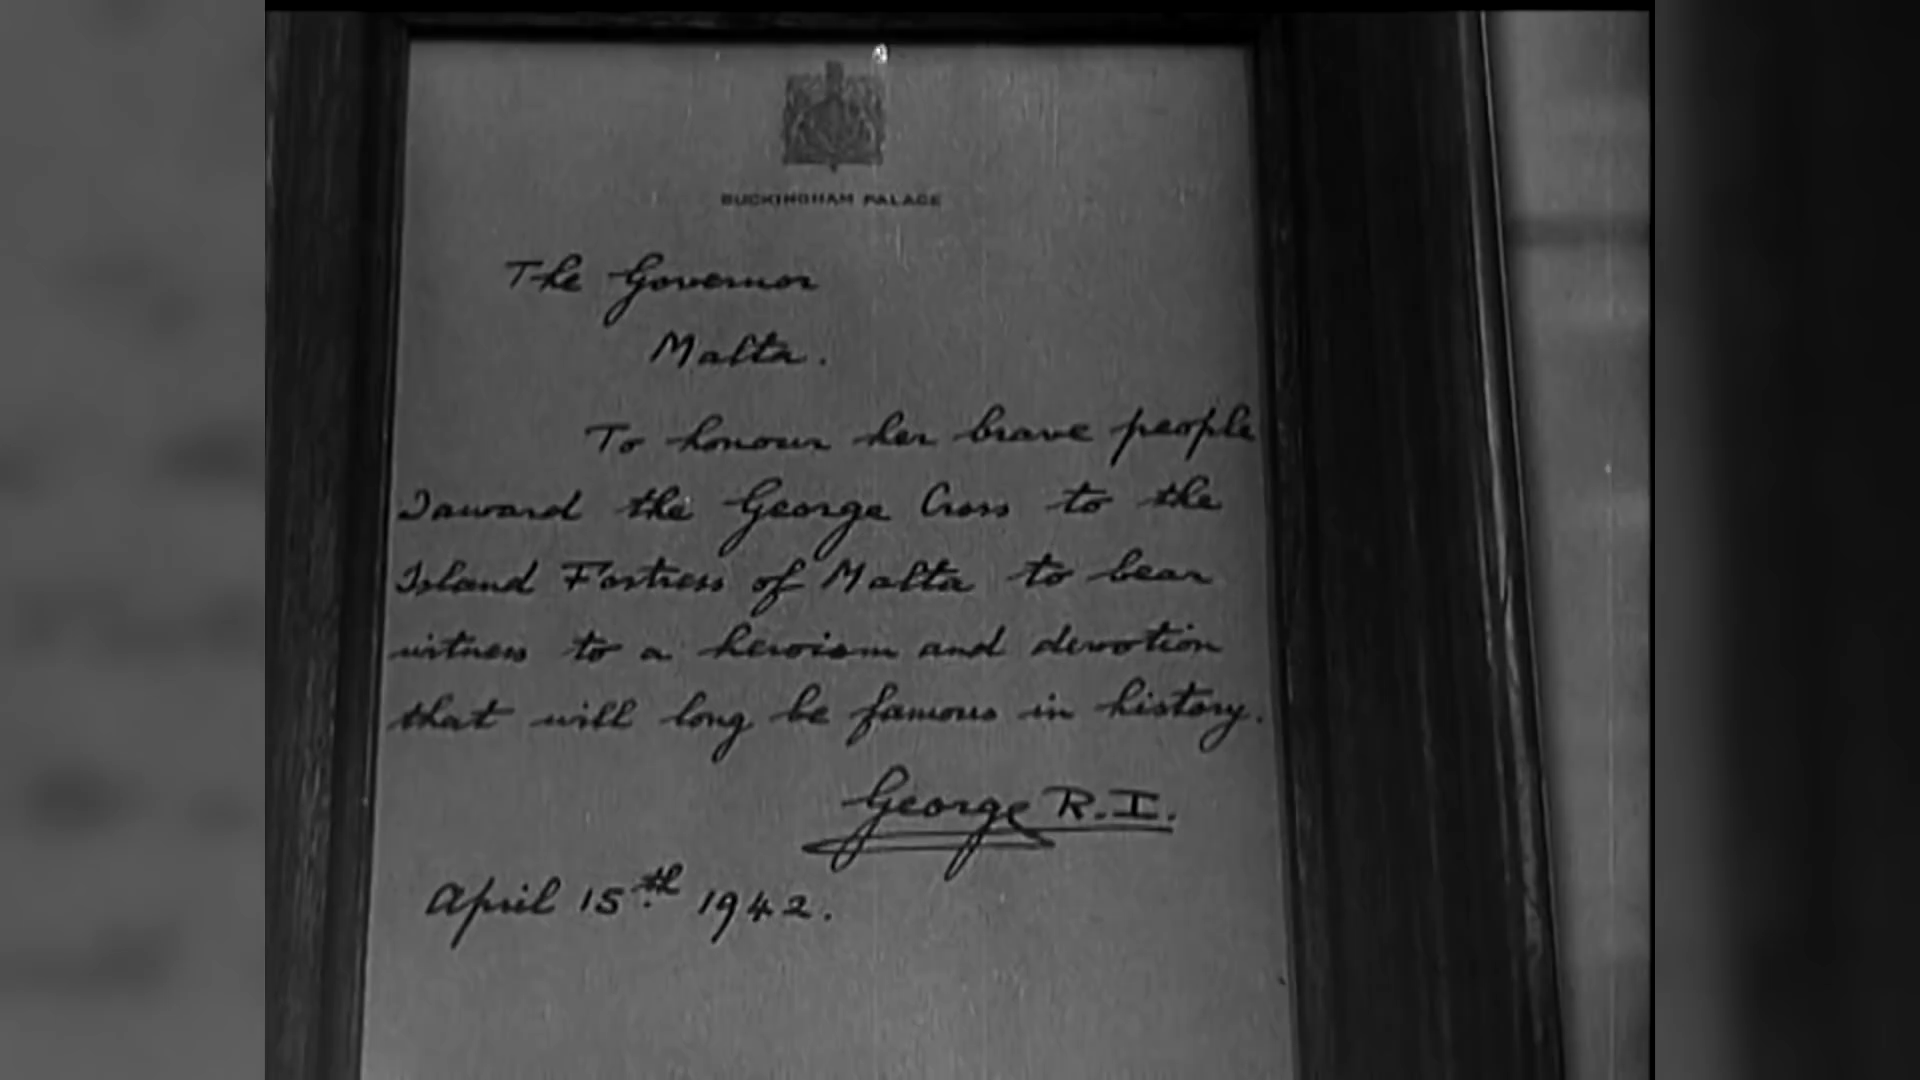 BUCKINGHAM PALACE
The Governor
Malta.
To honour her brave people
I award the George Cross to the
Island Fortress of Malta to bear
witness to a heroism and devotion
that will long be famous in history.
George R.I.
April 15th 1942.